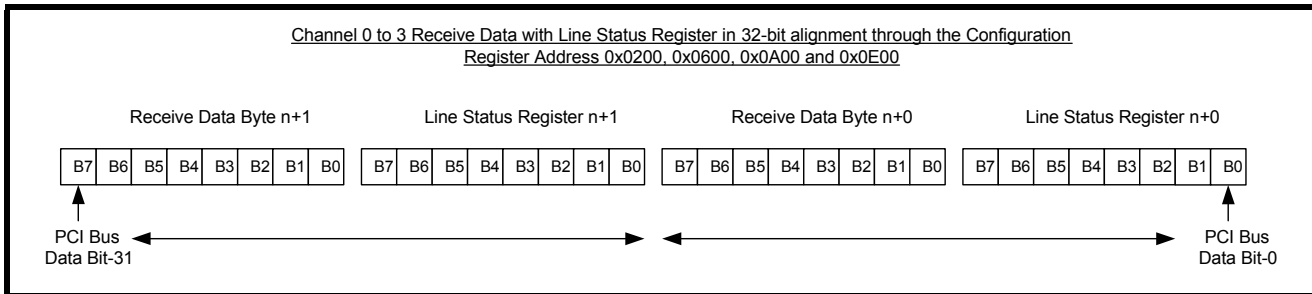 Channel 0 to 3 Receive Data with Line Status Register in 32-bit alignment through the Configuration
Register Address 0x0200, 0x0600, 0x0A00 and 0x0E00
Receive Data Byte n+1 Line Status Register n+1 Receive Data Byte n+0 Line Status Register n+0
B7 B6 B5 B4 B3 B2 B1 B0 B7 B6 B5 B4 B3 B2 B1 B0 B7 B6 B5 B4 B3 B2 B1 B0 B7 B6 B5 B4 B3 B2 B1 B0
PCI Bus PCI Bus
Data Bit-31 Data Bit-0